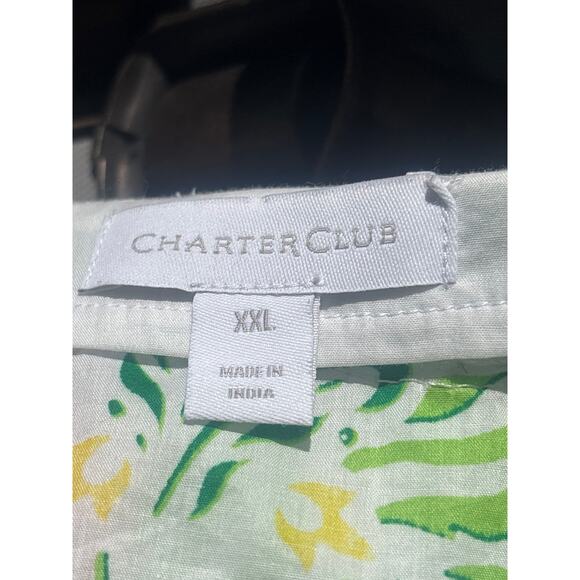 CHARTER CLUB
XXL
MADE IN
INDIA